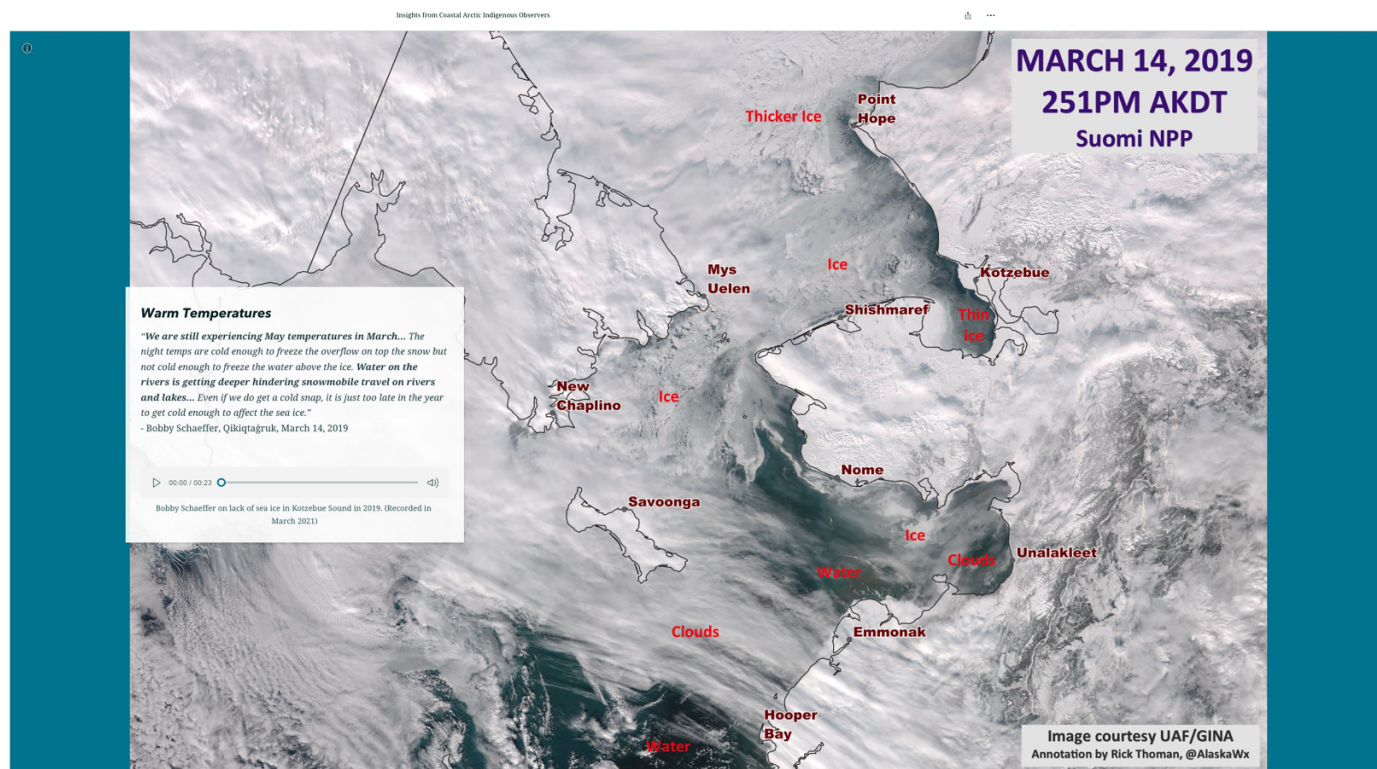 Insights from Coastal Arctic Indigenous Observers
MARCH 14, 2019
251PM AKDT
Suomi NPP
Point
Hope
Thicker Ice
Mys
Uelen
Ice
Kotzebue
Shishmaref
Thin
ice
Warm Temperatures
“We are still experiencing May temperatures in March... The
night temps are cold enough to freeze the overflow on top the snow but
not cold enough to freeze the water above the ice. Water on the
rivers is getting deeper hindering snowmobile travel on rivers
and lakes... Even if we do get a cold snap, it is just too late in the year
to get cold enough to affect the sea ice.”
- Bobby Schaeffer, Qikiqtaġruk, March 14, 2019
00:00 / 00:23
Bobby Schaeffer on lack of sea ice in Kotzebue Sound in 2019. (Recorded in
March 2021)
New
Chaplino
Ice
Nome
Savoonga
Ice
Clouds
Unalakleet
Water
Clouds
Emmonak
Hooper
Bay
Water
Image courtesy UAF/GINA
Annotation by Rick Thoman, @AlaskaWx